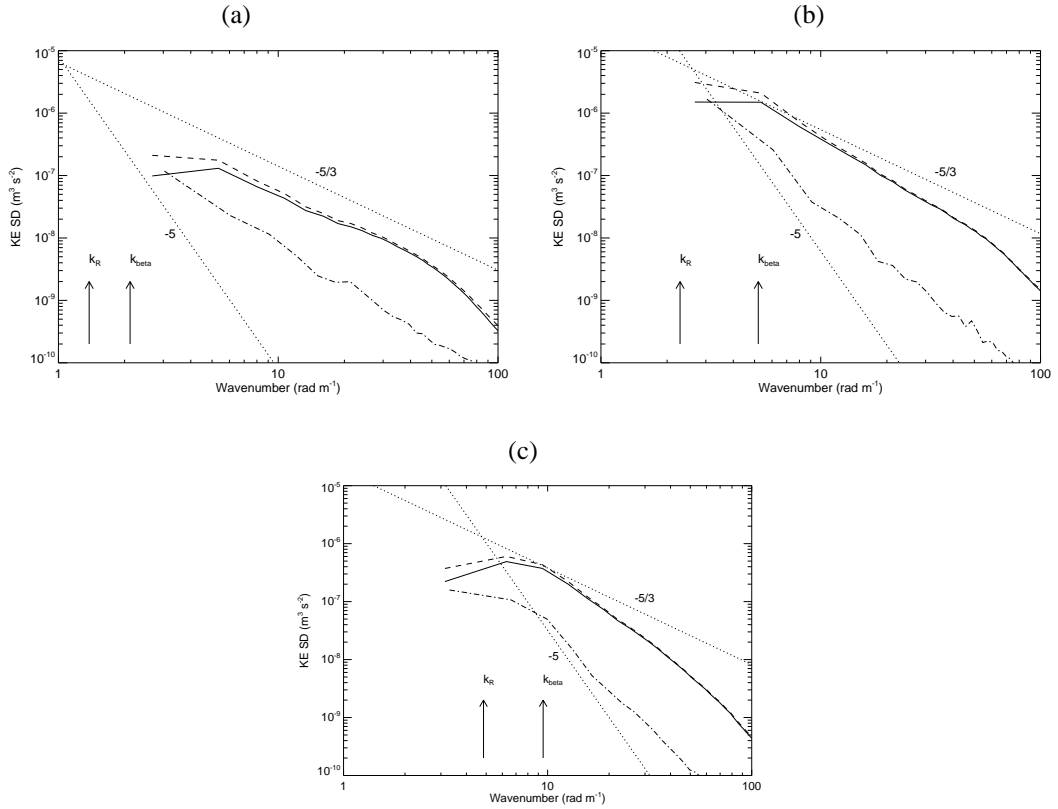 (a)
10⁻⁵
10⁻⁶
10⁻⁷
10⁻⁸
10⁻⁹
10⁻¹⁰
KE SD (m³ s⁻²)
-5/3
-5
k_R
k_beta
1
10
100
Wavenumber (rad m⁻¹)
(b)
10⁻⁵
10⁻⁶
10⁻⁷
10⁻⁸
10⁻⁹
10⁻¹⁰
KE SD (m³ s⁻²)
-5/3
-5
k_R
k_beta
1
10
100
Wavenumber (rad m⁻¹)
(c)
10⁻⁵
10⁻⁶
10⁻⁷
10⁻⁸
10⁻⁹
10⁻¹⁰
KE SD (m³ s⁻²)
-5/3
-5
k_R
k_beta
1
10
100
Wavenumber (rad m⁻¹)